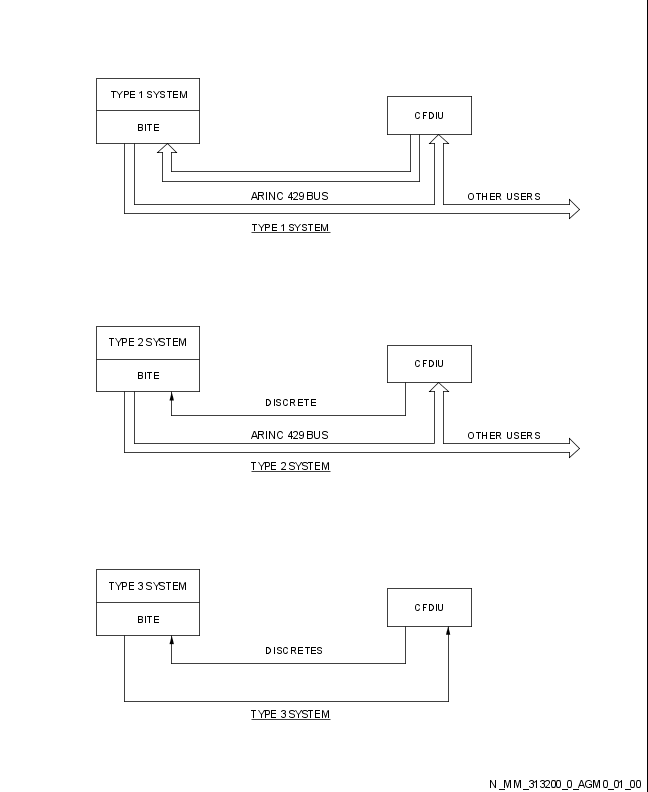 TYPE 1 SYSTEM
CFDIU
BITE
ARINC 429 BUS
OTHER USERS
TYPE 1 SYSTEM
TYPE 2 SYSTEM
CFDIU
BITE
DISCRETE
ARINC 429 BUS
OTHER USERS
TYPE 2 SYSTEM
TYPE 3 SYSTEM
CFDIU
BITE
DISCRETES
TYPE 3 SYSTEM
N_MM_313200_0_AGM0_01_00